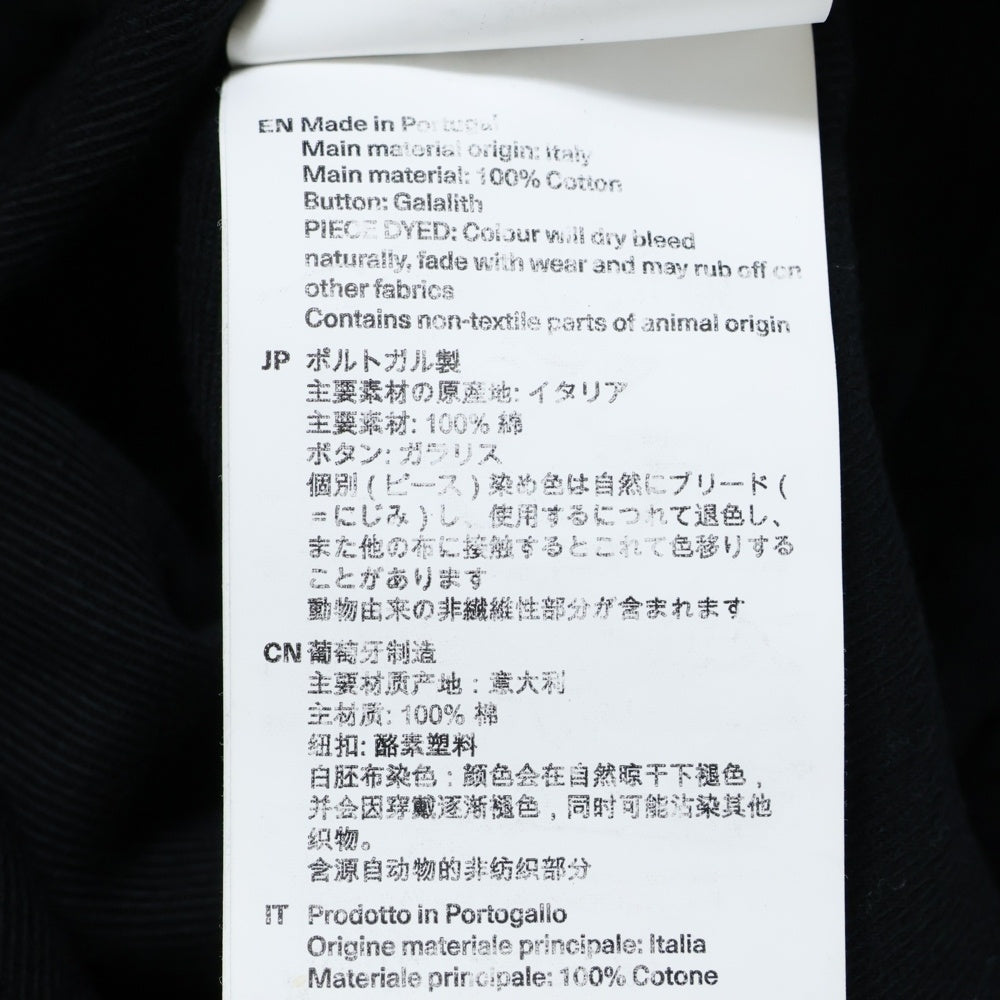 EN Made in Portugal
Main material origin: Italy
Main material: 100% Cotton
Button: Galalith
PIECE DYED: Colour will dry bleed
naturally, fade with wear and may rub off on
other fabrics
Contains non-textile parts of animal origin
JP ポルトガル製
主要素材の原産地: イタリア
主要素材: 100% 綿
ボタン: ガラリス
個別 ( ピース ) 染め色は自然にブリード (
=にじみ ) し、使用するにつれて退色し、
また他の布に接触するとこれて色移りする
ことがあります
動物由来の非繊維性部分が含まれます
CN 葡萄牙制造
主要材质产地：意大利
主材质: 100% 棉
纽扣: 酪素塑料
白胚布染色：颜色会在自然晾干下褪色，
并会因穿戴逐渐褪色，同时可能沾染其他
织物。
含源自动物的非纺织部分
IT Prodotto in Portogallo
Origine materiale principale: Italia
Materiale principale: 100% Cotone